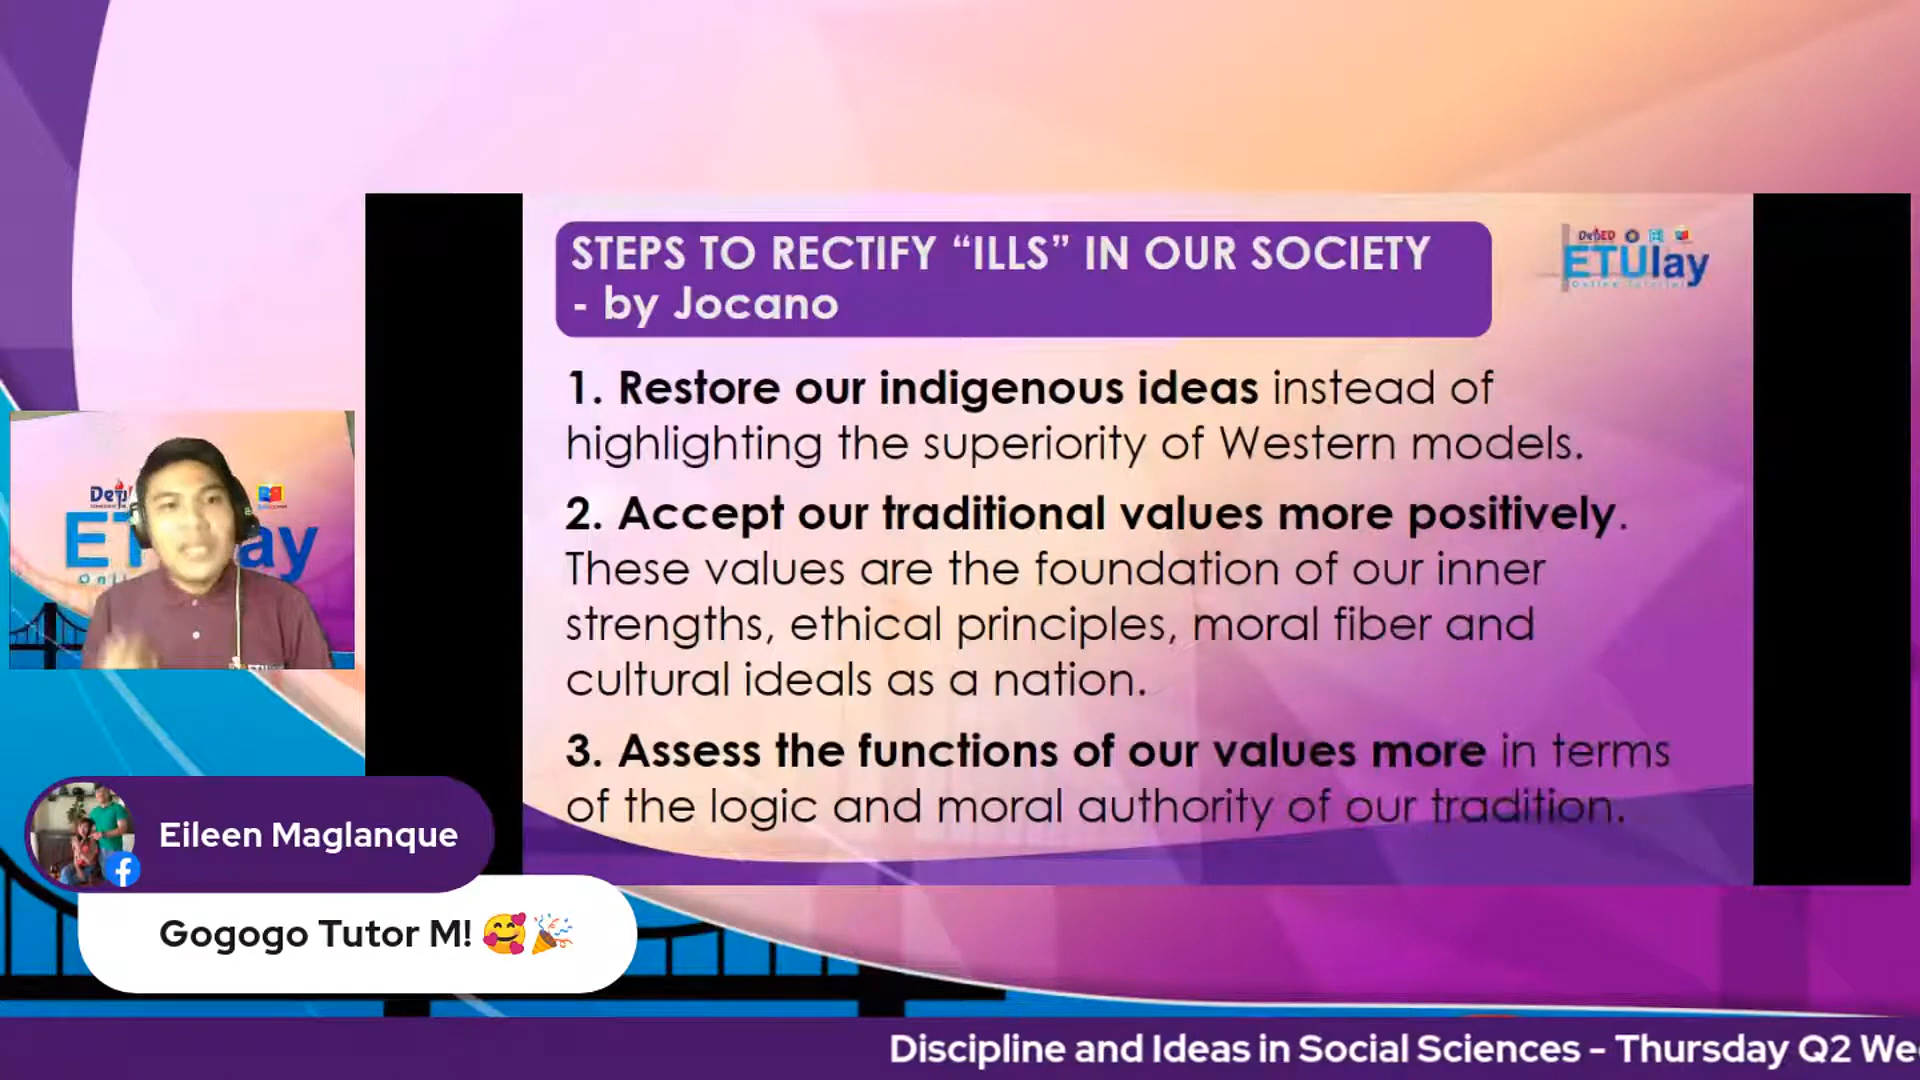 STEPS TO RECTIFY “ILLS” IN OUR SOCIETY
- by Jocano
DepED
ETUlay
Online Tutorial
1. Restore our indigenous ideas instead of
highlighting the superiority of Western models.
2. Accept our traditional values more positively.
These values are the foundation of our inner
strengths, ethical principles, moral fiber and
cultural ideals as a nation.
3. Assess the functions of our values more in terms
of the logic and moral authority of our tradition.
Eileen Maglanque
Gogogo Tutor M! 🥰🎉
Discipline and Ideas in Social Sciences - Thursday Q2 We